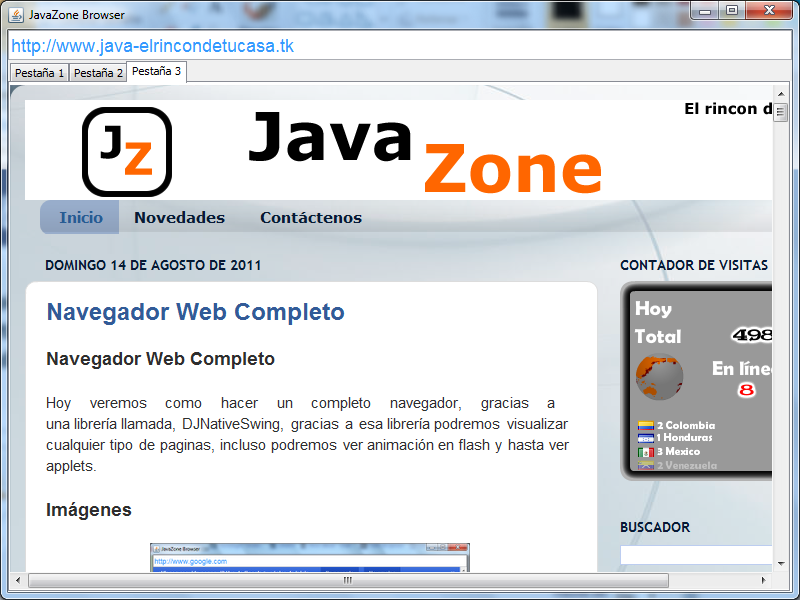 JavaZone Browser
http://www.java-elrincondetucasa.tk
Pestaña 1 Pestaña 2 Pestaña 3
El rincon d
JZ Java Zone
Inicio Novedades Contáctenos
DOMINGO 14 DE AGOSTO DE 2011
CONTADOR DE VISITAS
Navegador Web Completo
Hoy
Total 498
En líne
8
Navegador Web Completo
Hoy veremos como hacer un completo navegador, gracias a
una librería llamada, DJNativeSwing, gracias a esa librería podremos visualizar
cualquier tipo de paginas, incluso podremos ver animación en flash y hasta ver
applets.
2 Colombia
1 Honduras
3 Mexico
2 Venezuela
Imágenes
BUSCADOR
JavaZone Browser
http://www.google.com